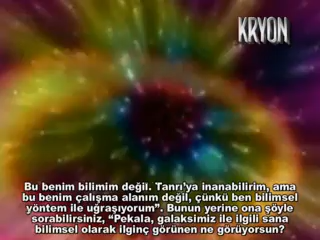 KRYON
Bu benim bilimim değil. Tanrı'ya inanabilirim, ama
bu benim çalışma alanım değil, çünkü ben bilimsel
yöntem ile uğraşıyorum”. Bunun yerine ona şöyle
sorabilirsiniz, “Pekala, galaksimiz ile ilgili sana
bilimsel olarak ilginç görünen ne görüyorsun?